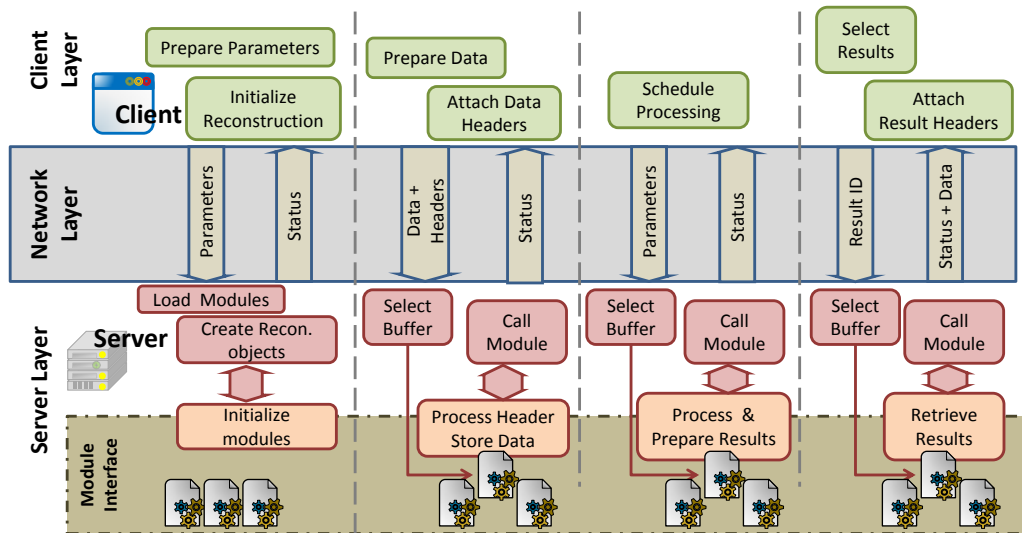 Client
Layer
Client
Prepare Parameters
Initialize
Reconstruction
Prepare Data
Attach Data
Headers
Schedule
Processing
Select
Results
Attach
Result Headers
Network
Layer
Parameters
Status
Data +
Headers
Status
Parameters
Status
Result ID
Status + Data
Server Layer
Server
Load Modules
Create Recon.
objects
Initialize
modules
Select
Buffer
Call
Module
Process Header
Store Data
Select
Buffer
Call
Module
Process &
Prepare Results
Select
Buffer
Call
Module
Retrieve
Results
Module
Interface